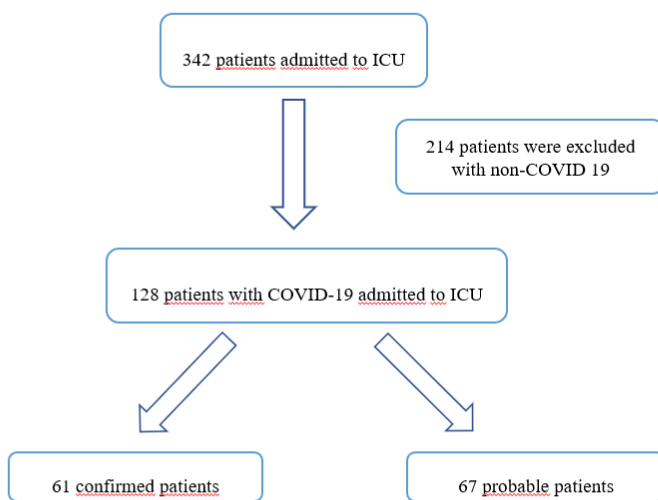 342 patients admitted to ICU
214 patients were excluded
with non-COVID 19
128 patients with COVID-19 admitted to ICU
61 confirmed patients
67 probable patients